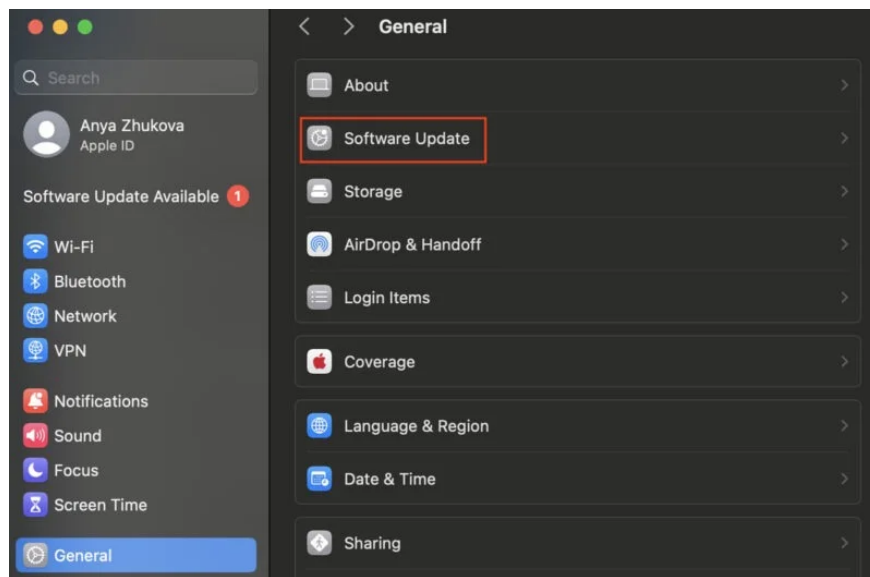 General
Search
Anya Zhukova
Apple ID
Software Update Available 1
Wi-Fi
Bluetooth
Network
VPN
Notifications
Sound
Focus
Screen Time
General
About
Software Update
Storage
AirDrop & Handoff
Login Items
Coverage
Language & Region
Date & Time
Sharing